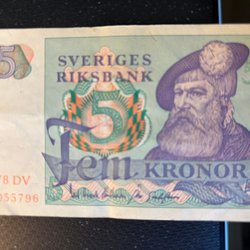 5
SVERIGES
RIKSBANK
5
Fem KRONOR
78 DV
055796